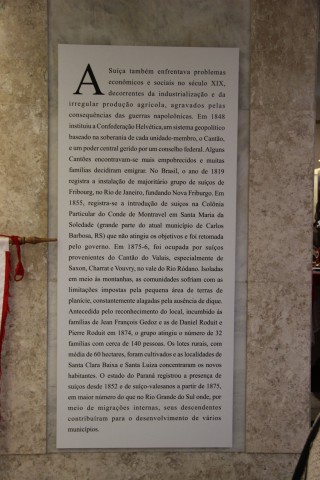 A Suíça também enfrentava problemas
econômicos e sociais no século XIX,
decorrentes da industrialização e da
irregular produção agrícola, agravados pelas
consequências das guerras napoleônicas. Em 1848
instituiu a Confederação Helvética, um sistema geopolítico
baseado na soberania de cada unidade-membro, o Cantão,
e um poder central gerido por um conselho federal. Alguns
Cantões encontravam-se mais empobrecidos e muitas
famílias decidiram emigrar. No Brasil, o ano de 1819
registra a instalação de majoritário grupo de suíços de
Fribourg, no Rio de Janeiro, fundando Nova Friburgo. Em
1855, registra-se a introdução de suíços na Colônia
Particular do Conde de Montravel em Santa Maria da
Soledade (grande parte do atual município de Carlos
Barbosa, RS) que não atingiu os objetivos e foi retomada
pelo governo. Em 1875-6, foi ocupada por suíços
provenientes do Cantão do Valais, especialmente de
Saxon, Charrat e Vouvry, no vale do Rio Ródano. Isoladas
em meio às montanhas, as comunidades sofriam com as
limitações impostas pela pequena área de terras de
planície, constantemente alagadas pela ausência de dique.
Antecedida pelo reconhecimento do local, incumbido às
famílias de Jean François Gedoz e as de Daniel Roduit e
Pierre Roduit em 1874, o grupo atingiu o número de 32
famílias com cerca de 140 pessoas. Os lotes rurais, com
média de 60 hectares, foram cultivados e as localidades de
Santa Clara Baixa e Santa Luiza concentraram os novos
habitantes. O estado do Paraná registrou a presença de
suíços desde 1852 e de suíço-valesanos a partir de 1875,
em maior número do que no Rio Grande do Sul onde, por
meio de migrações internas, seus descendentes
contribuíram para o desenvolvimento de vários
municípios.